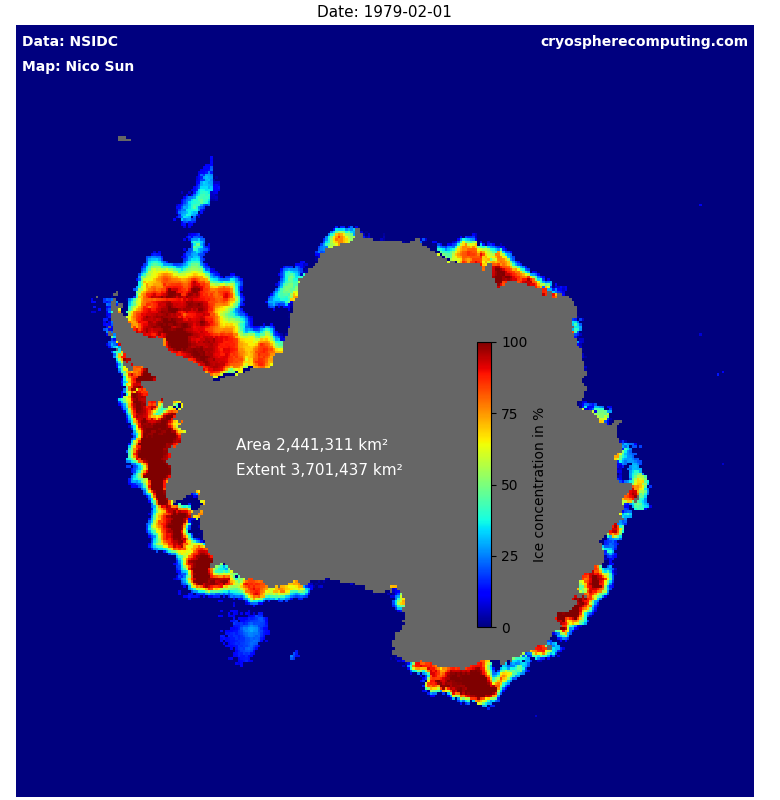 Date: 1979-02-01
Data: NSIDC
cryospherecomputing.com
Map: Nico Sun
100
75
50
25
0
Ice concentration in %
Area 2,441,311 km²
Extent 3,701,437 km²